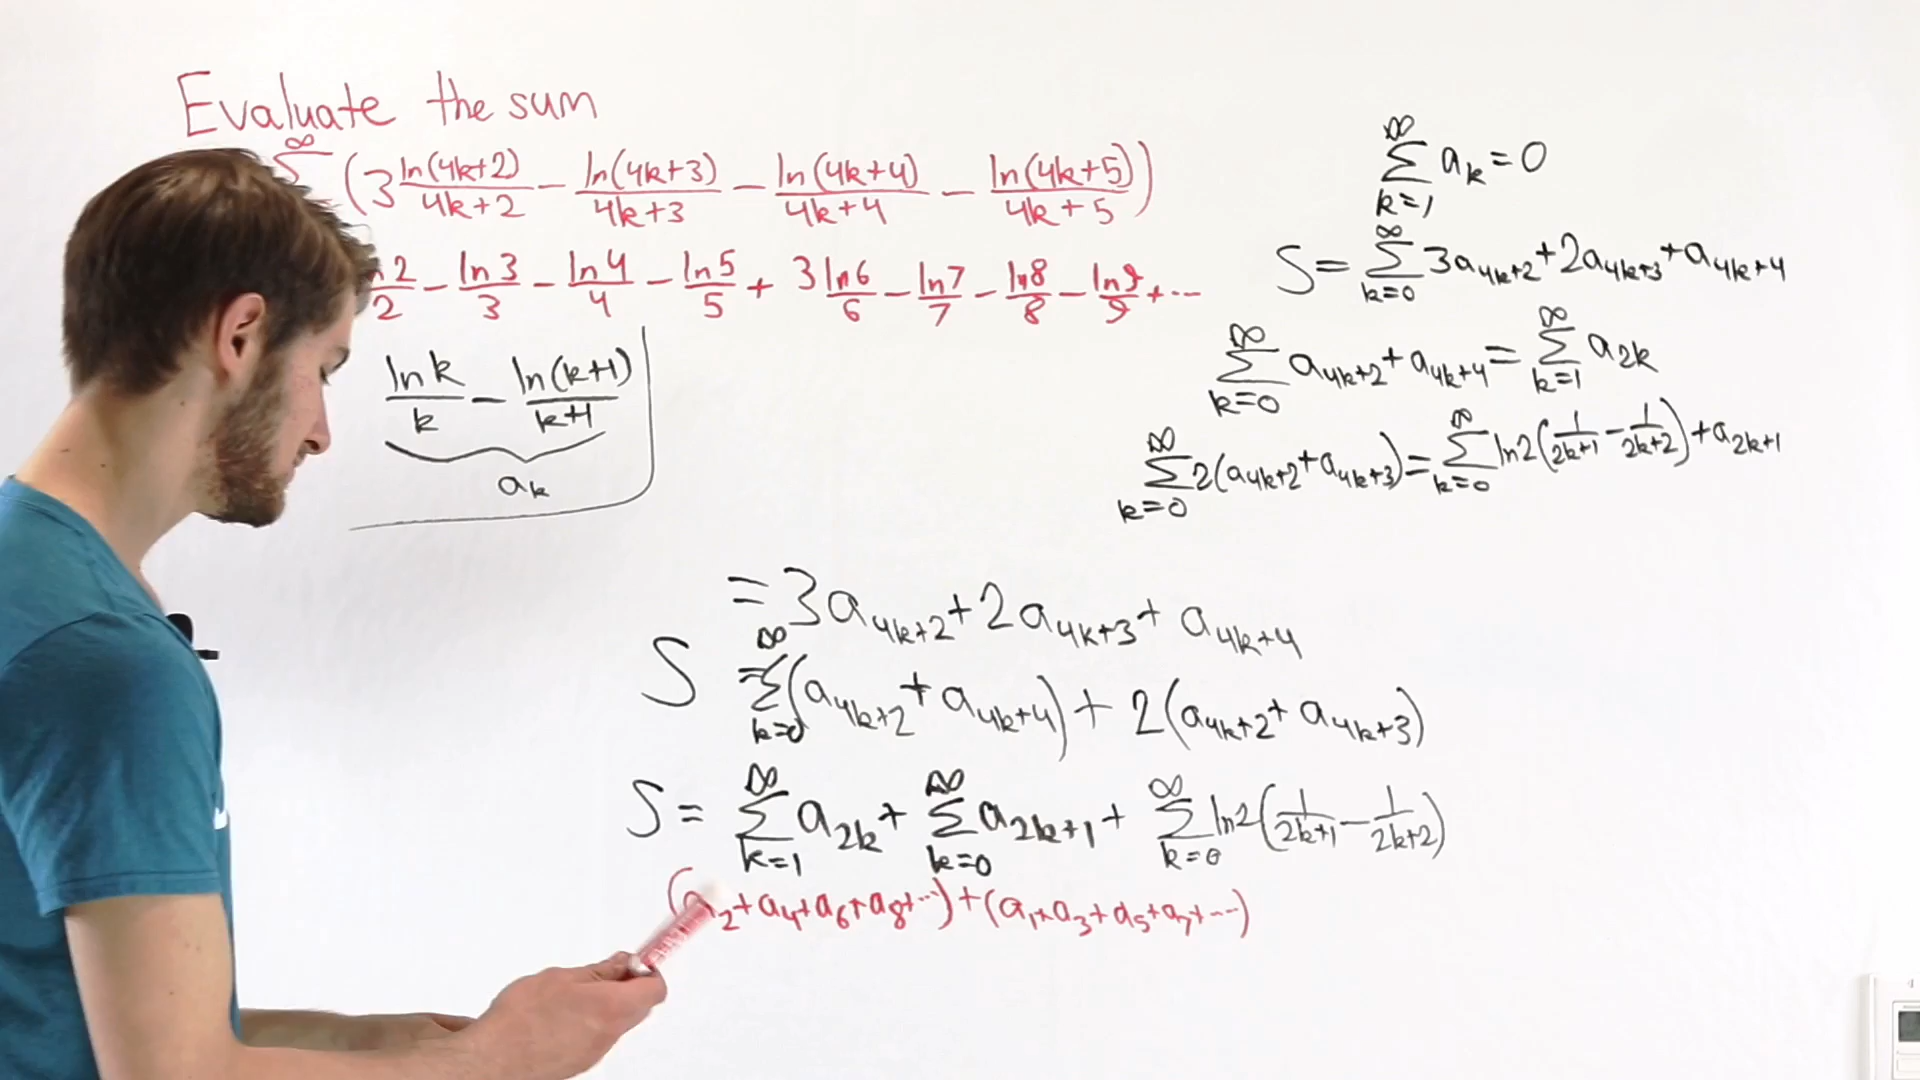 Evaluate the sum
∞ Σ (3 ln(4k+2)/(4k+2) − ln(4k+3)/(4k+3) − ln(4k+4)/(4k+4) − ln(4k+5)/(4k+5))
ln2/2 − ln3/3 − ln4/4 − ln5/5 + 3 ln6/6 − ln7/7 − ln8/8 − ln9/9 + ...
ln k/k − ln(k+1)/(k+1)
a_k
∞ Σ k=1 a_k = 0
S = ∞ Σ k=0 3a_{4k+2} + 2a_{4k+3} + a_{4k+4}
∞ Σ k=0 a_{4k+2} + a_{4k+4} = ∞ Σ k=1 a_{2k}
∞ Σ k=0 2(a_{4k+2} + a_{4k+3}) = ∞ Σ k=0 ln2(1/(2k+1) − 1/(2k+2)) + a_{2k+1}
= 3a_{4k+2} + 2a_{4k+3} + a_{4k+4}
S = ∞ Σ k=0 (a_{4k+2} + a_{4k+4}) + 2(a_{4k+2} + a_{4k+3})
S = ∞ Σ k=1 a_{2k} + ∞ Σ k=0 a_{2k+1} + ∞ Σ k=0 ln2(1/(2k+1) − 1/(2k+2))
(a_2 + a_4 + a_6 + a_8 + ...) + (a_1 + a_3 + a_5 + a_7 + ...)